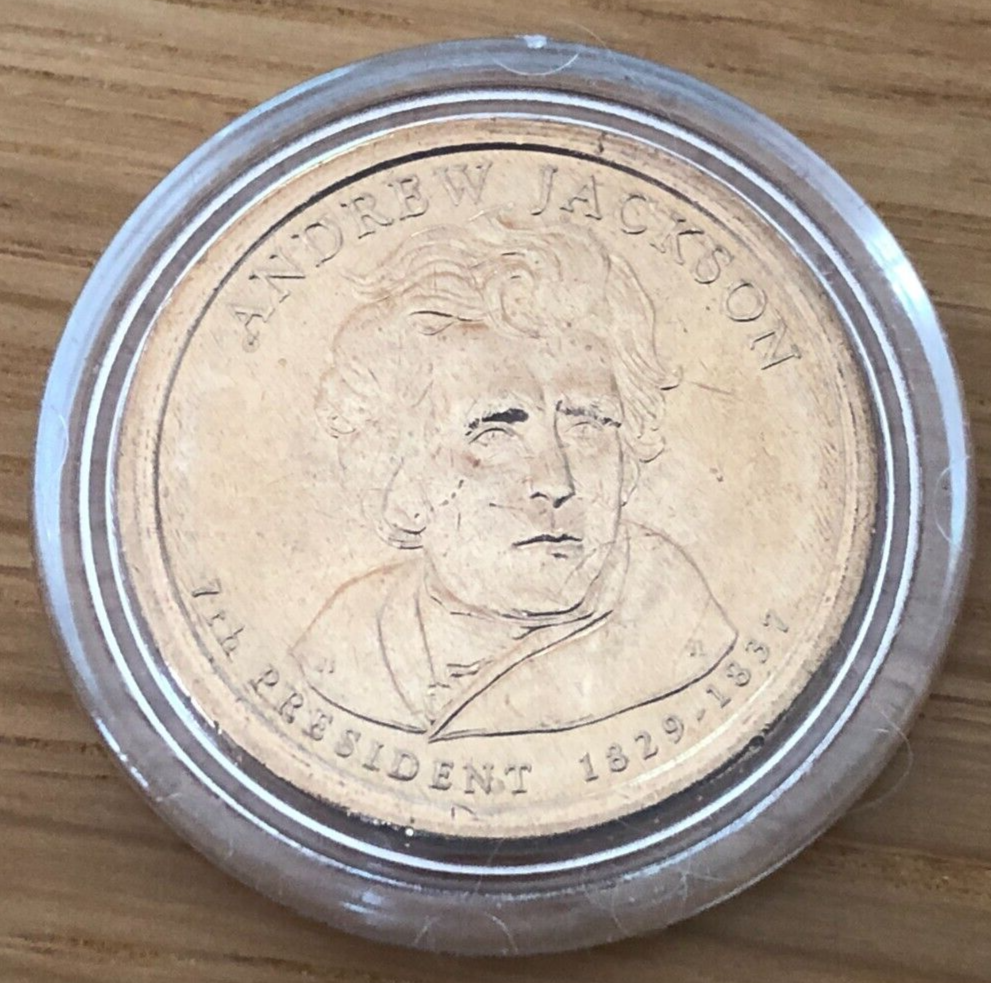 ANDREW JACKSON
7th PRESIDENT 1829-1837